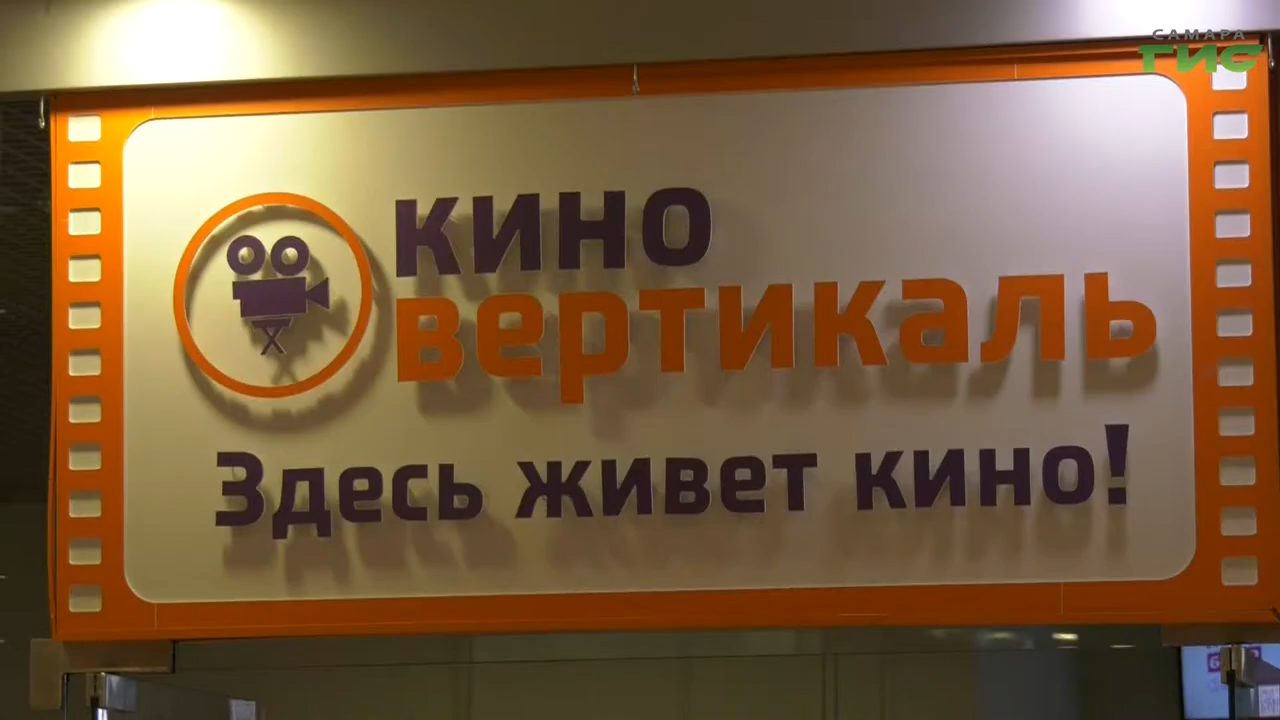 САМАРА
ГИС
кино
вертикаль
Здесь живет кино!